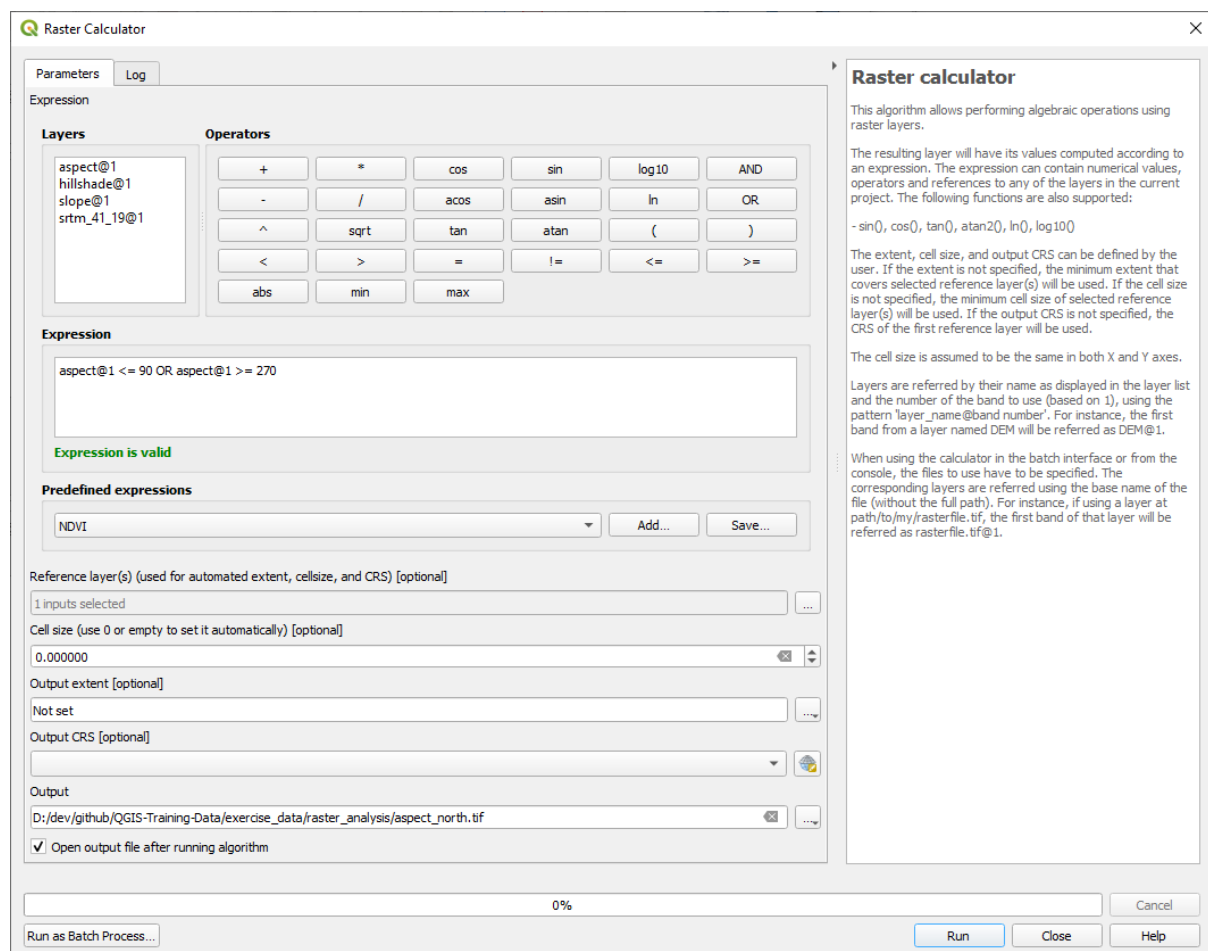 Raster Calculator
Parameters
Log
Expression
Layers
aspect@1
hillshade@1
slope@1
srtm_41_19@1
Operators
+ * cos sin log10 AND
- / acos asin ln OR
^ sqrt tan atan ( )
< > = != <= >=
abs min max
Expression
aspect@1 <= 90 OR aspect@1 >= 270
Expression is valid
Predefined expressions
NDVI
Add...
Save...
Reference layer(s) (used for automated extent, cellsize, and CRS) [optional]
1 inputs selected
...
Cell size (use 0 or empty to set it automatically) [optional]
0.000000
Output extent [optional]
Not set
...
Output CRS [optional]
Output
D:/dev/github/QGIS-Training-Data/exercise_data/raster_analysis/aspect_north.tif
...
Open output file after running algorithm
Raster calculator
This algorithm allows performing algebraic operations using
raster layers.
The resulting layer will have its values computed according to
an expression. The expression can contain numerical values,
operators and references to any of the layers in the current
project. The following functions are also supported:
- sin(), cos(), tan(), atan2(), ln(), log10()
The extent, cell size, and output CRS can be defined by the
user. If the extent is not specified, the minimum extent that
covers selected reference layer(s) will be used. If the cell size
is not specified, the minimum cell size of selected reference
layer(s) will be used. If the output CRS is not specified, the
CRS of the first reference layer will be used.
The cell size is assumed to be the same in both X and Y axes.
Layers are referred by their name as displayed in the layer list
and the number of the band to use (based on 1), using the
pattern 'layer_name@band number'. For instance, the first
band from a layer named DEM will be referred as DEM@1.
When using the calculator in the batch interface or from the
console, the files to use have to be specified. The
corresponding layers are referred using the base name of the
file (without the full path). For instance, if using a layer at
path/to/my/rasterfile.tif, the first band of that layer will be
referred as rasterfile.tif@1.
0%
Cancel
Run as Batch Process...
Run
Close
Help